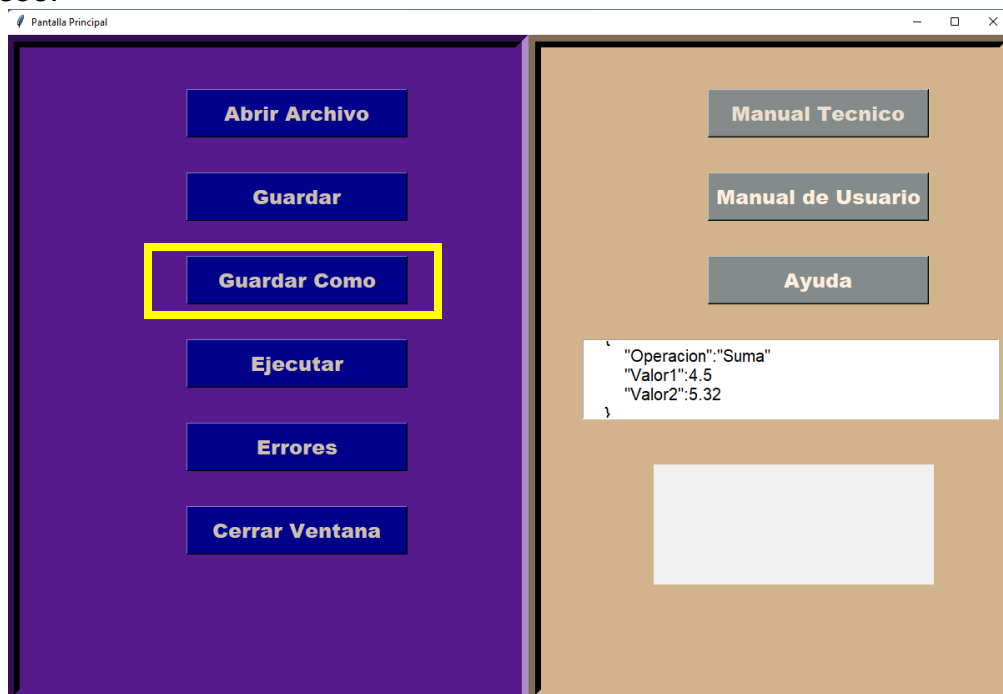 Pantalla Principal
Abrir Archivo
Guardar
Guardar Como
Ejecutar
Errores
Cerrar Ventana
Manual Tecnico
Manual de Usuario
Ayuda
{
"Operacion":"Suma"
"Valor1":4.5
"Valor2":5.32
}